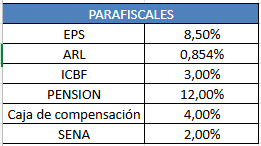 PARAFISCALES
EPS 8,50%
ARL 0,854%
ICBF 3,00%
PENSION 12,00%
Caja de compensación 4,00%
SENA 2,00%